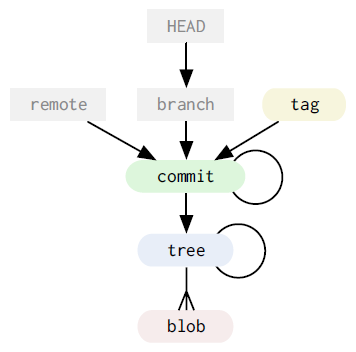 HEAD
remote
branch
tag
commit
tree
blob